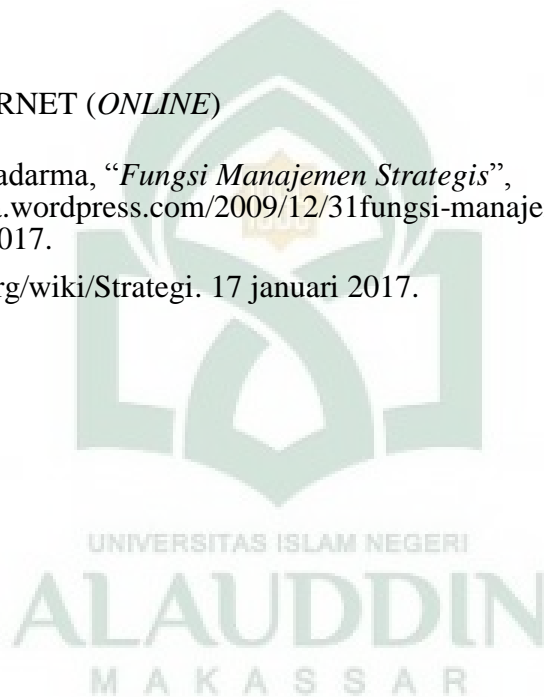 RNET (ONLINE)
adarma, “Fungsi Manajemen Strategis”,
.wordpress.com/2009/12/31fungsi-manaje
017.
rg/wiki/Strategi. 17 januari 2017.
UNIVERSITAS ISLAM NEGERI
ALAUDDIN
MAKASSAR